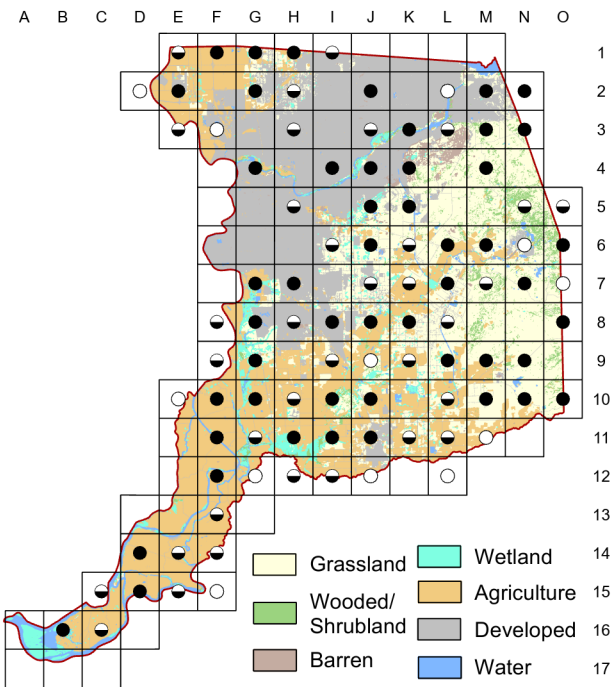 A B C D E F G H I J K L M N O
1
2
3
4
5
6
7
8
9
10
11
12
13
14
15
16
17
Grassland
Wooded/
Shrubland
Barren
Wetland
Agriculture
Developed
Water